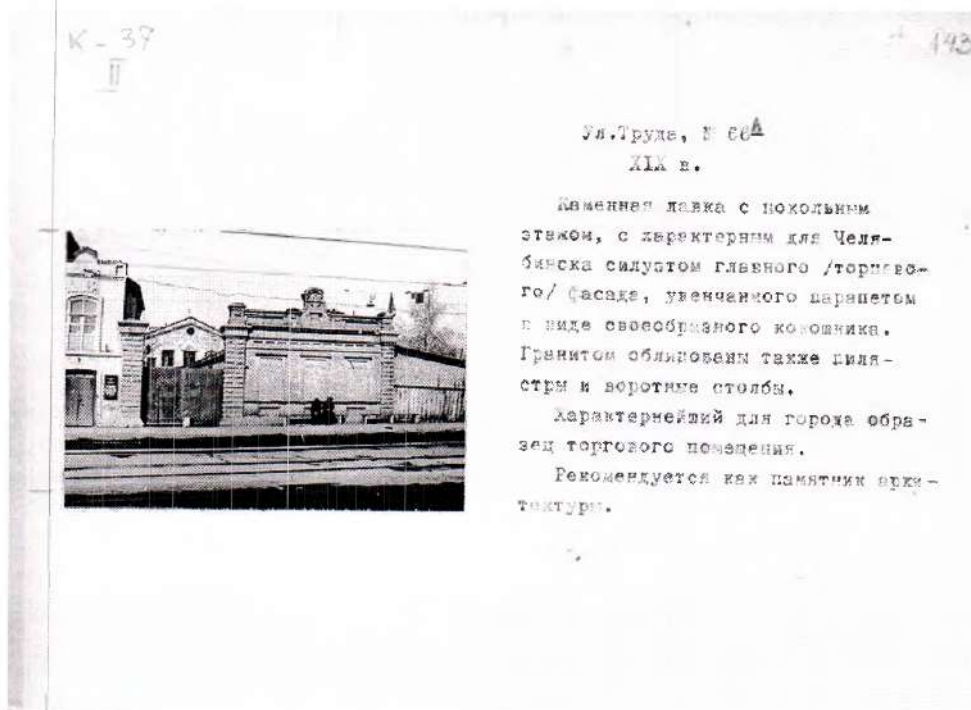 К - 37
II
143
Ул.Труда, № 66А
XIX в.
Каменная лавка с цокольным
этажом, с характерным для Челя-
бинска силуэтом главного /торцево-
го/ фасада, увенчанного парапетом
в виде своеобразного кокошника.
Гранитом облицованы также пиля-
стры и воротные столбы.
Характернейший для города обра-
зец торгового помещения.
Рекомендуется как памятник архи-
тектуры.